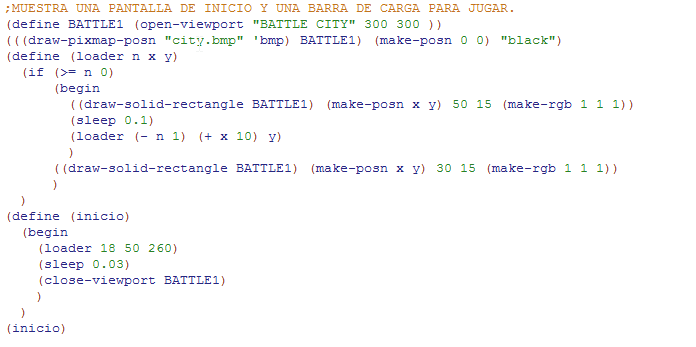 ;MUESTRA UNA PANTALLA DE INICIO Y UNA BARRA DE CARGA PARA JUGAR.
(define BATTLE1 (open-viewport "BATTLE CITY" 300 300 ))
(((draw-pixmap-posn "city.bmp" 'bmp) BATTLE1) (make-posn 0 0) "black")
(define (loader n x y)
  (if (>= n 0)
      (begin
        ((draw-solid-rectangle BATTLE1) (make-posn x y) 50 15 (make-rgb 1 1 1))
        (sleep 0.1)
        (loader (- n 1) (+ x 10) y)
        )
      ((draw-solid-rectangle BATTLE1) (make-posn x y) 30 15 (make-rgb 1 1 1))
      )
  )
(define (inicio)
  (begin
    (loader 18 50 260)
    (sleep 0.03)
    (close-viewport BATTLE1)
    )
  )
(inicio)